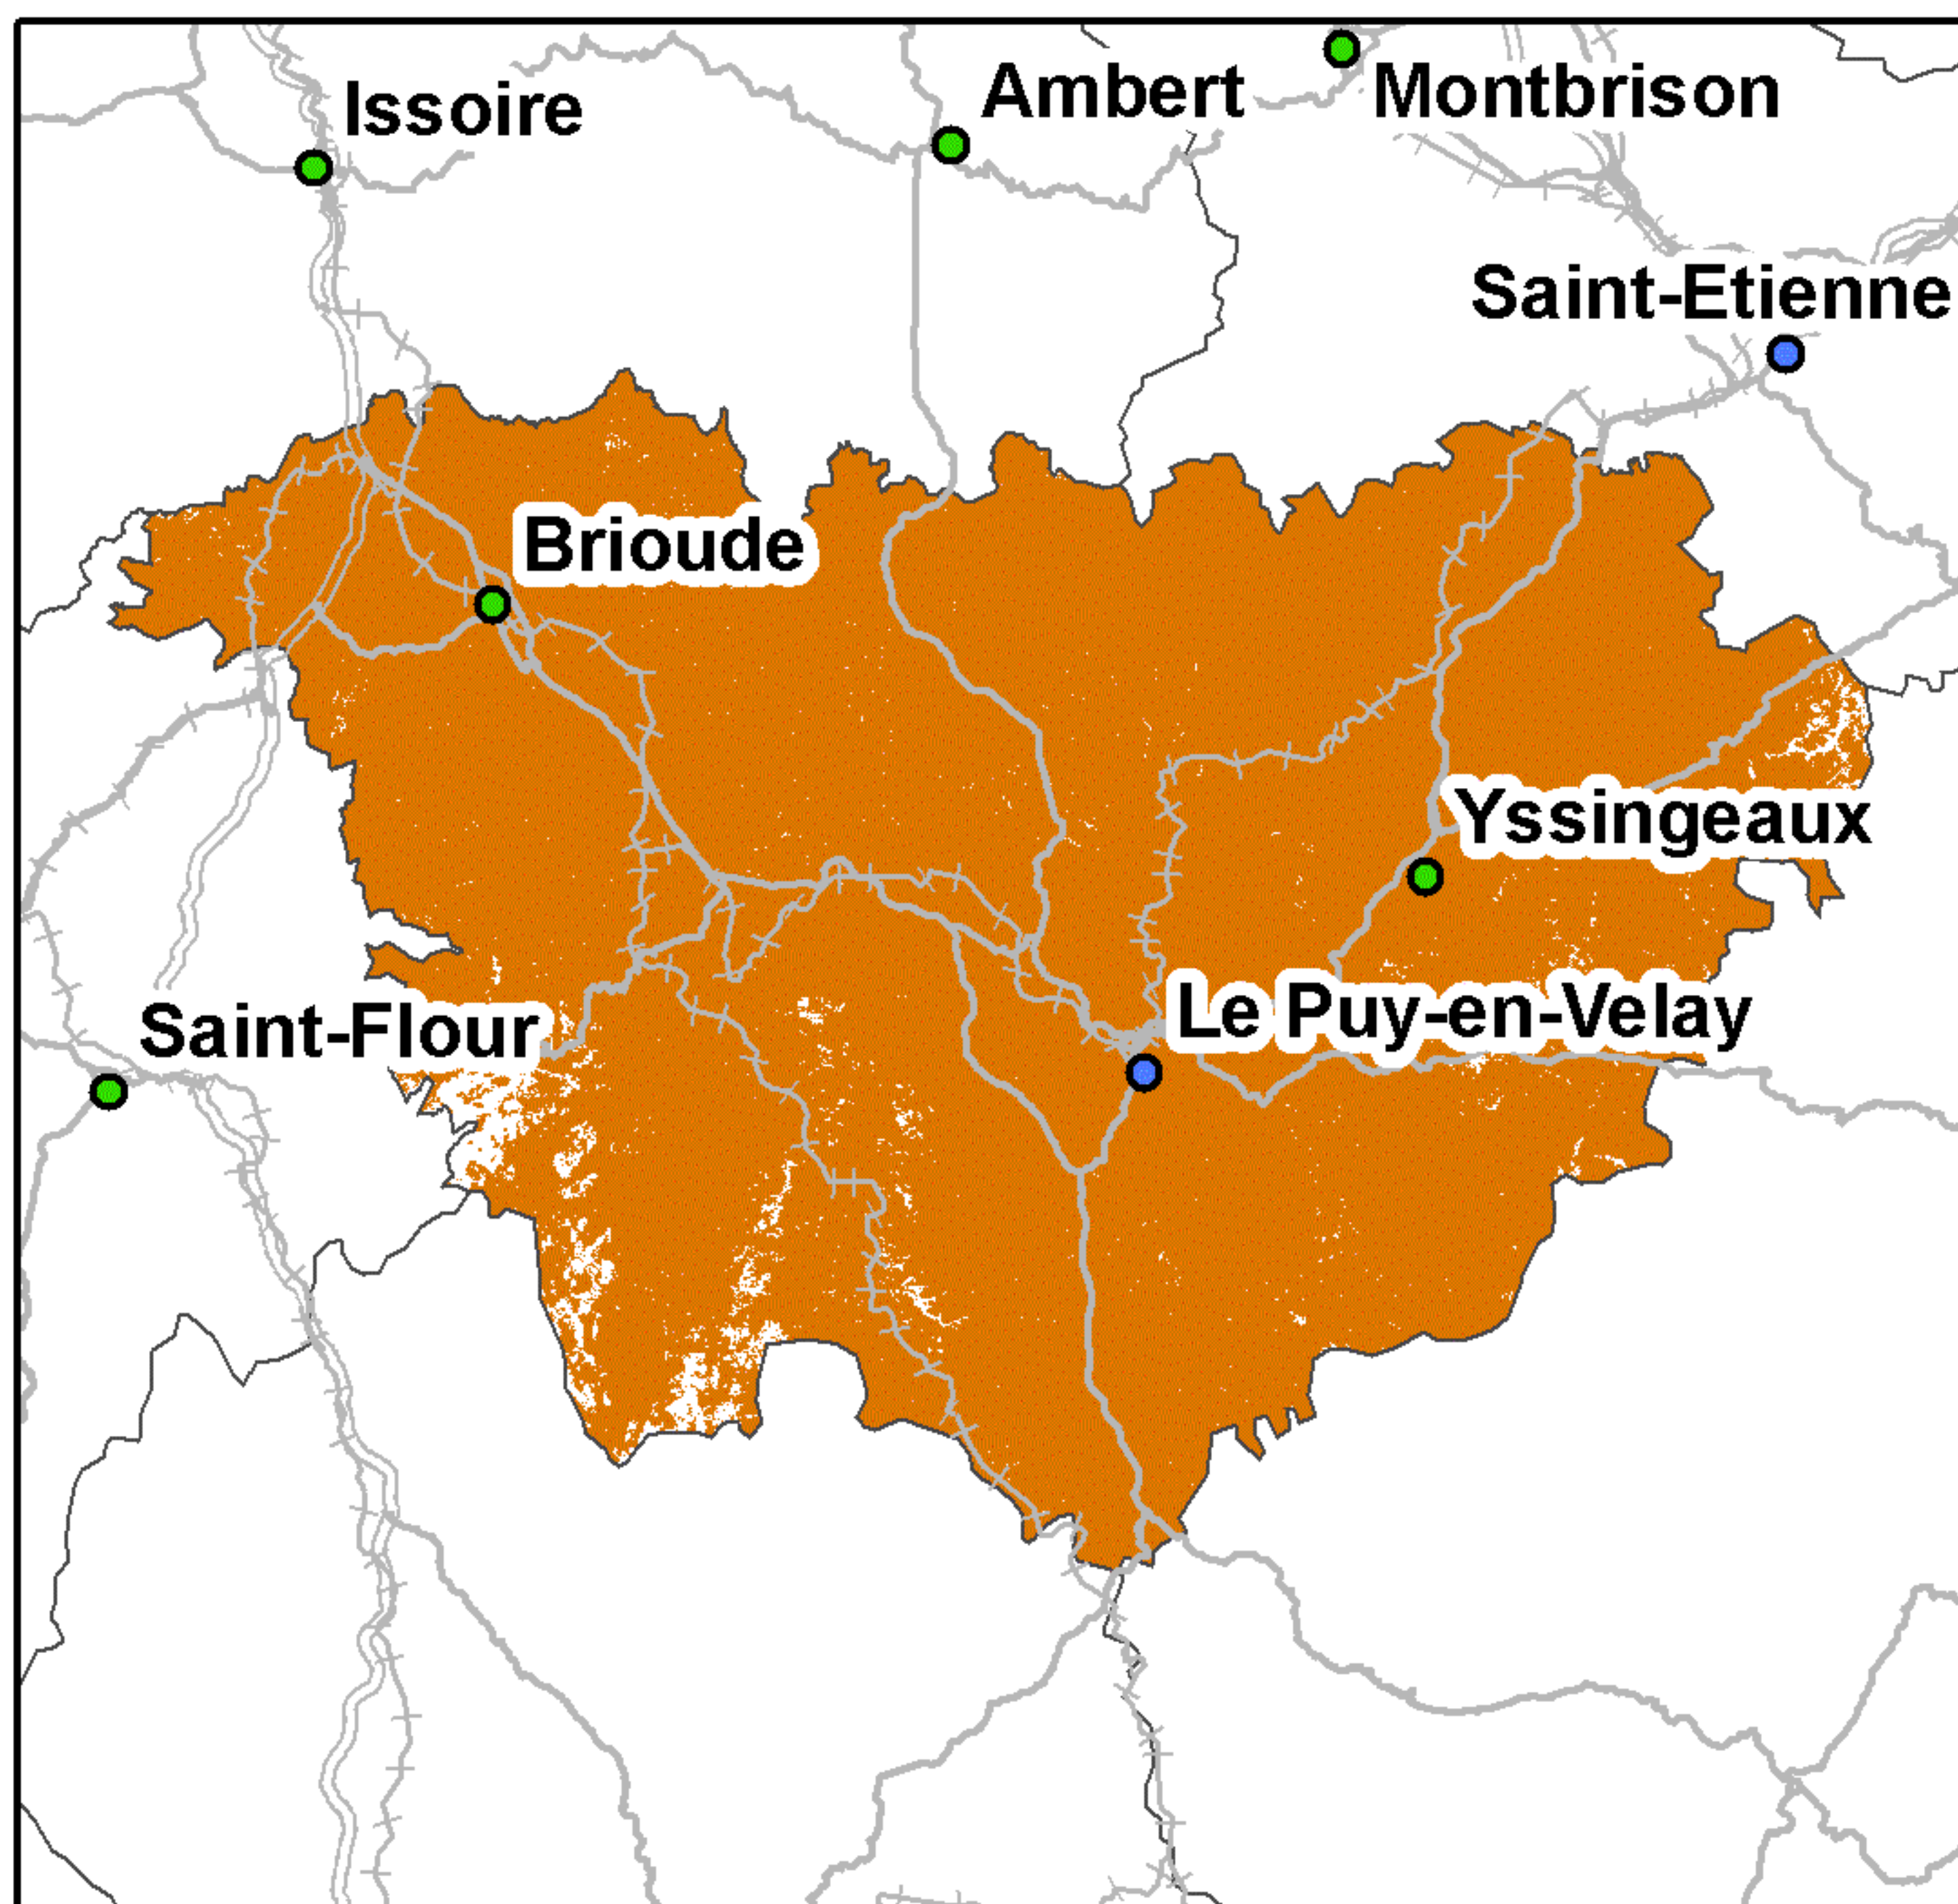 Ambert
Montbrison
Issoire
Saint-Etienne
Brioude
Yssingeaux
Le Puy-en-Velay
Saint-Flour